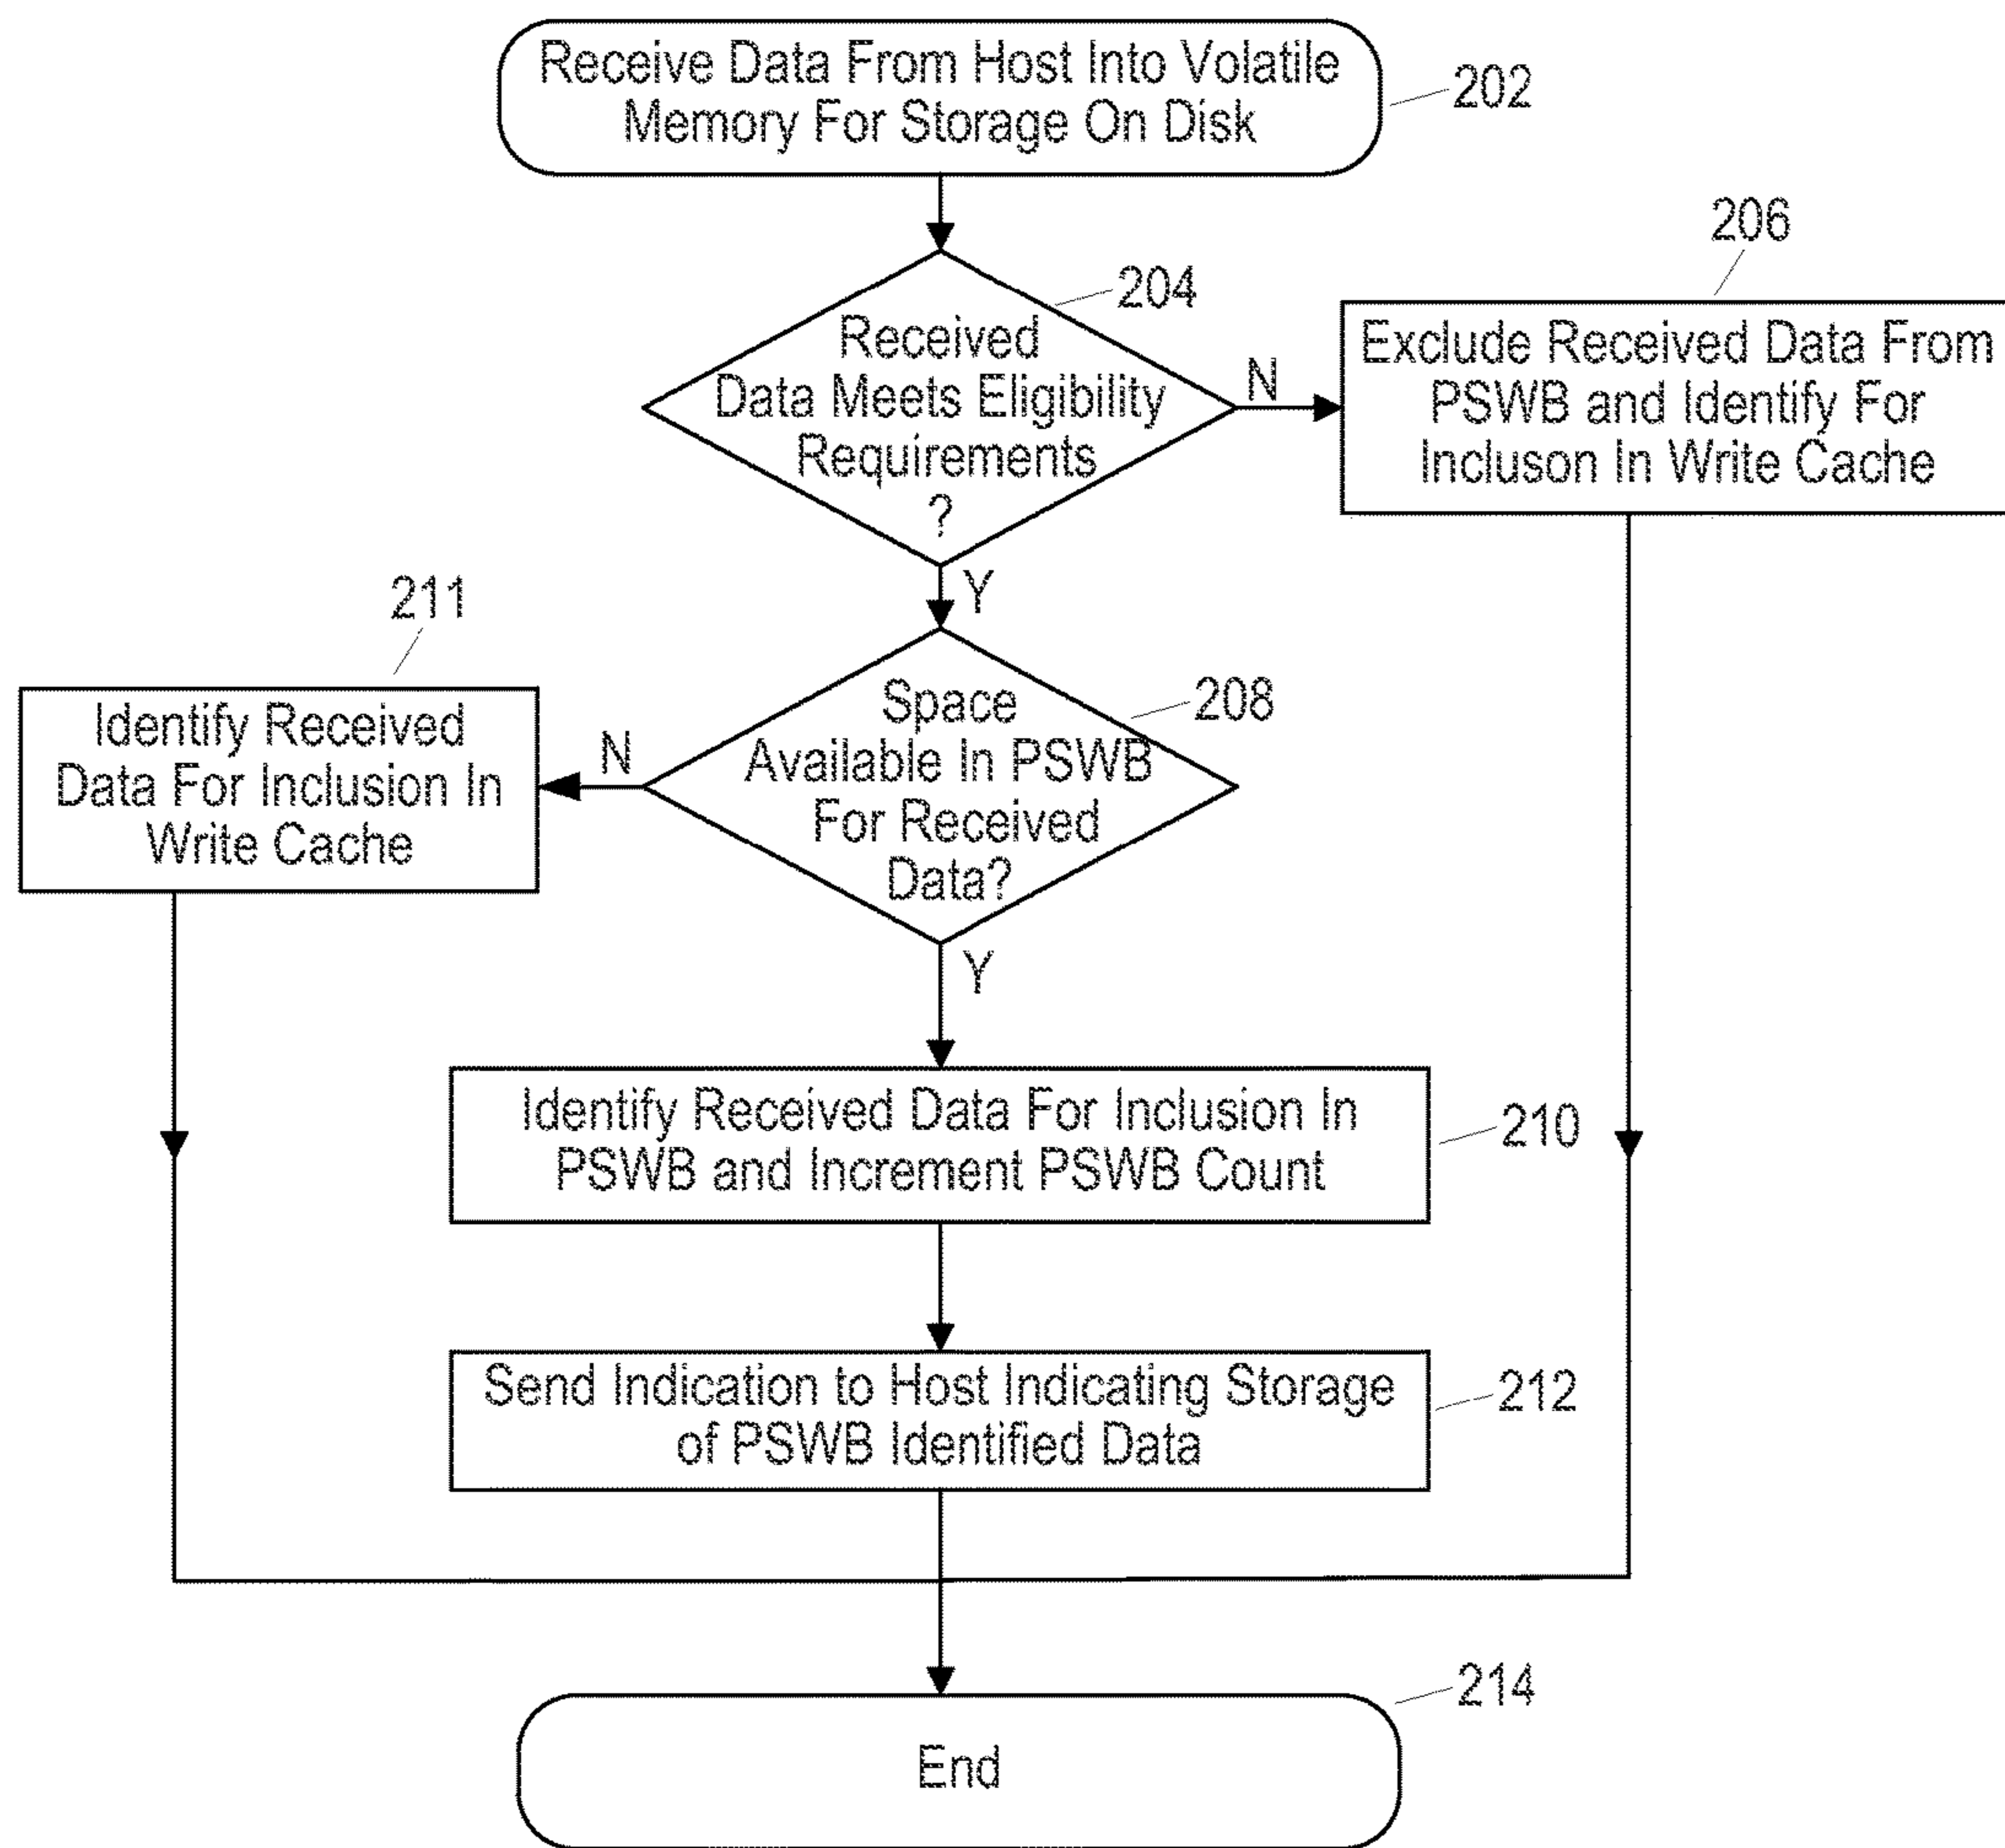 Receive Data From Host Into Volatile
Memory For Storage On Disk
202
206
204
Received
Data Meets Eligibility
Requirements
?
N
Exclude Received Data From
PSWB and Identify For
Incluson In Write Cache
Y
211
208
Identify Received
Data For Inclusion In
Write Cache
N
Space
Available In PSWB
For Received
Data?
Y
Identify Received Data For Inclusion In
PSWB and Increment PSWB Count
210
Send Indication to Host Indicating Storage
of PSWB Identified Data
212
214
End